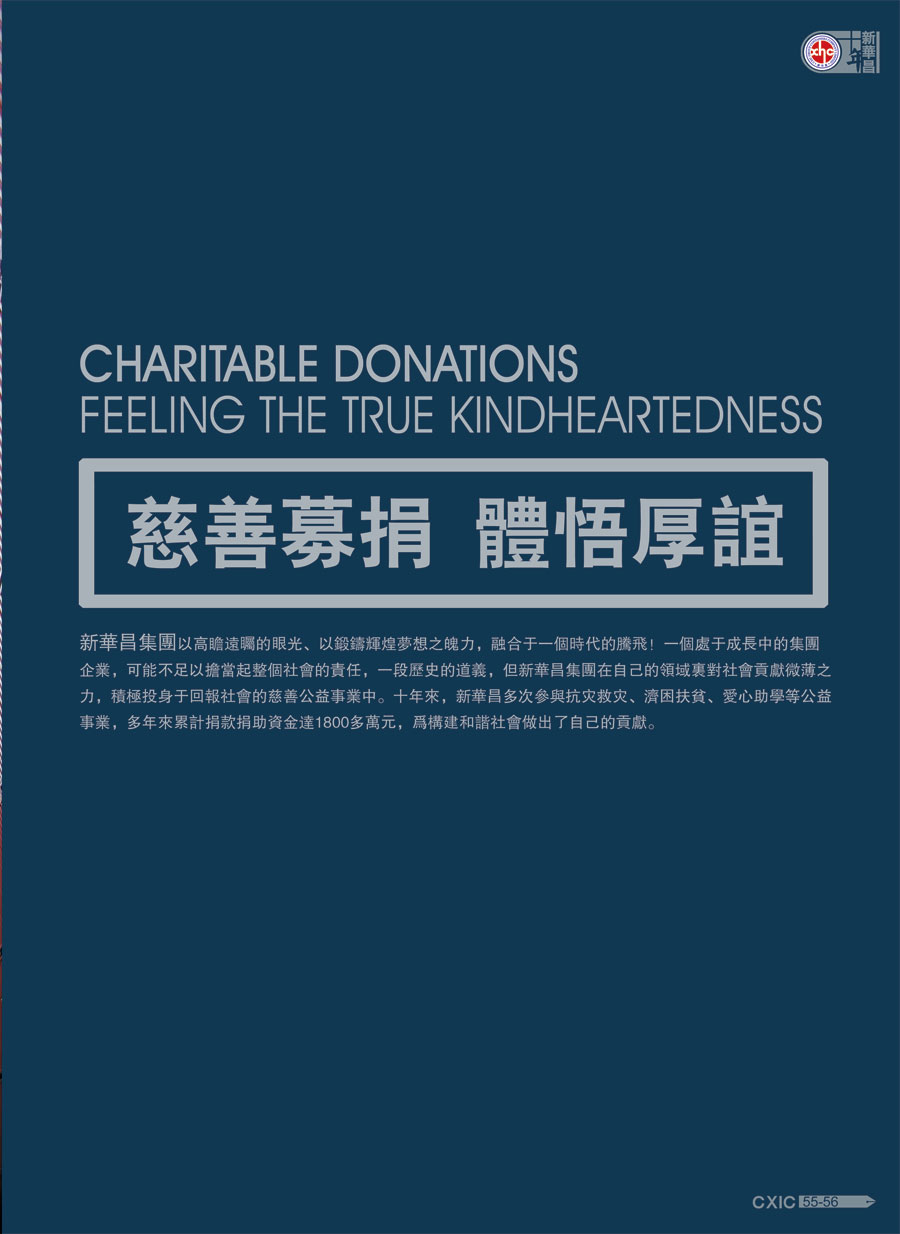 xhc
十年
新華昌
CHARITABLE DONATIONS
FEELING THE TRUE KINDHEARTEDNESS
慈善募捐 體悟厚誼
新華昌集團以高瞻遠矚的眼光、以鍛鑄輝煌夢想之魄力，融合于一個時代的騰飛！一個處于成長中的集團
企業，可能不足以擔當起整個社會的責任，一段歷史的道義，但新華昌集團在自己的領域裏對社會貢獻微薄之
力，積極投身于回報社會的慈善公益事業中。十年來，新華昌多次參與抗灾救灾、濟困扶貧、愛心助學等公益
事業，多年來累計捐款捐助資金達1800多萬元，爲構建和諧社會做出了自己的貢獻。
CXIC 55-56